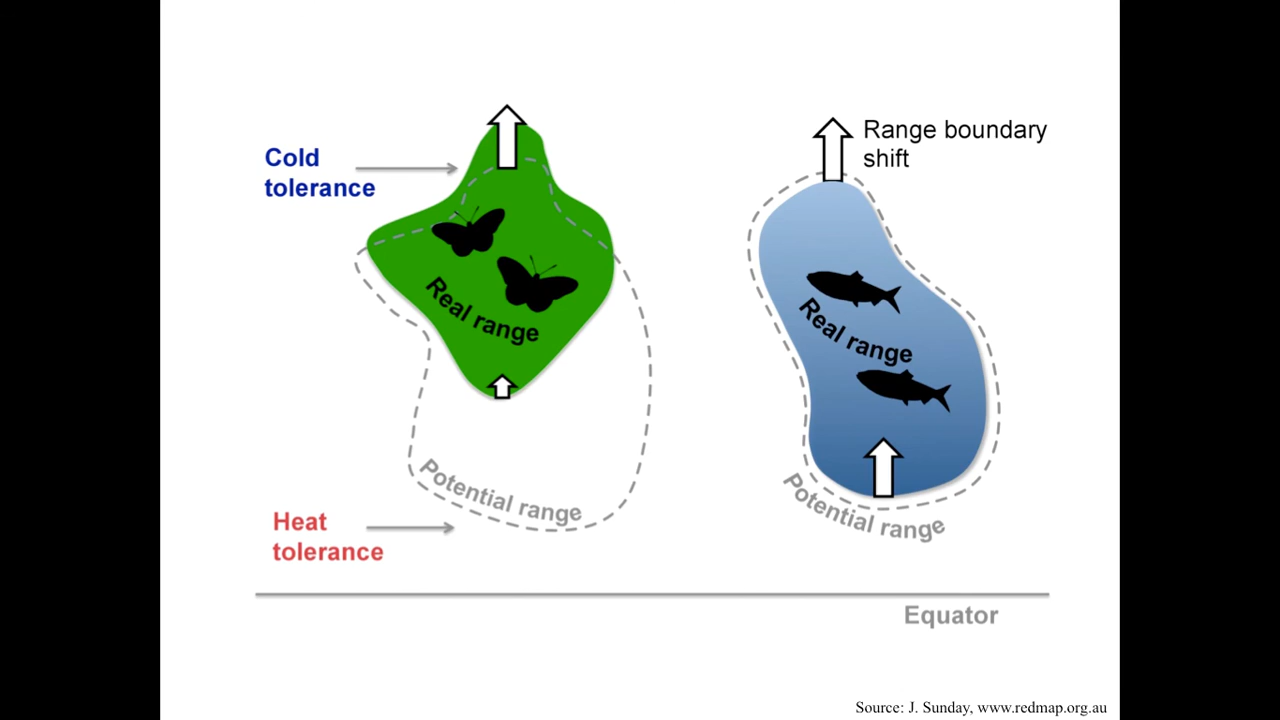 Range boundary
shift
Cold
tolerance
Real range
Real range
Potential range
Potential range
Heat
tolerance
Equator
Source: J. Sunday, www.redmap.org.au